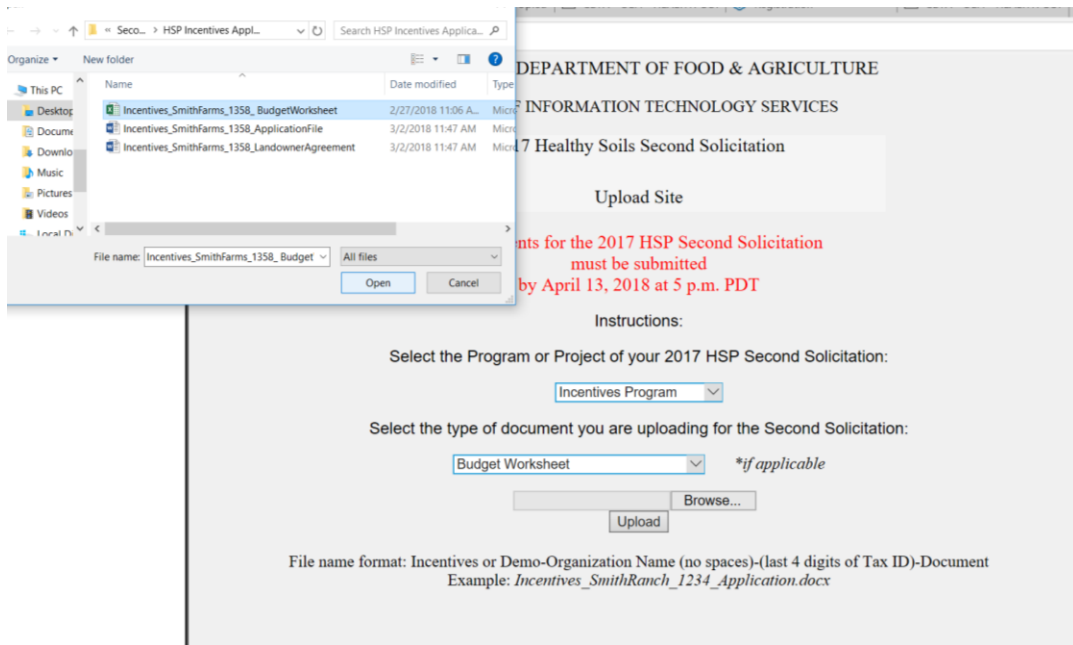 Seco... > HSP Incentives Appl...
Search HSP Incentives Applica...
Organize
New folder
Name
Date modified
Type
This PC
Desktop
Incentives_SmithFarms_1358_ BudgetWorksheet
2/27/2018 11:06 A...
Micro
Docume
Incentives_SmithFarms_1358_ApplicationFile
3/2/2018 11:47 AM
Micro
Downlo
Incentives_SmithFarms_1358_LandownerAgreement
3/2/2018 11:47 AM
Micro
Music
Pictures
Videos
Local Di
File name:
Incentives_SmithFarms_1358_ Budget
All files
Open
Cancel
DEPARTMENT OF FOOD & AGRICULTURE
F INFORMATION TECHNOLOGY SERVICES
17 Healthy Soils Second Solicitation
Upload Site
nts for the 2017 HSP Second Solicitation
must be submitted
by April 13, 2018 at 5 p.m. PDT
Instructions:
Select the Program or Project of your 2017 HSP Second Solicitation:
Incentives Program
Select the type of document you are uploading for the Second Solicitation:
Budget Worksheet
*if applicable
Browse...
Upload
File name format: Incentives or Demo-Organization Name (no spaces)-(last 4 digits of Tax ID)-Document
Example: Incentives_SmithRanch_1234_Application.docx